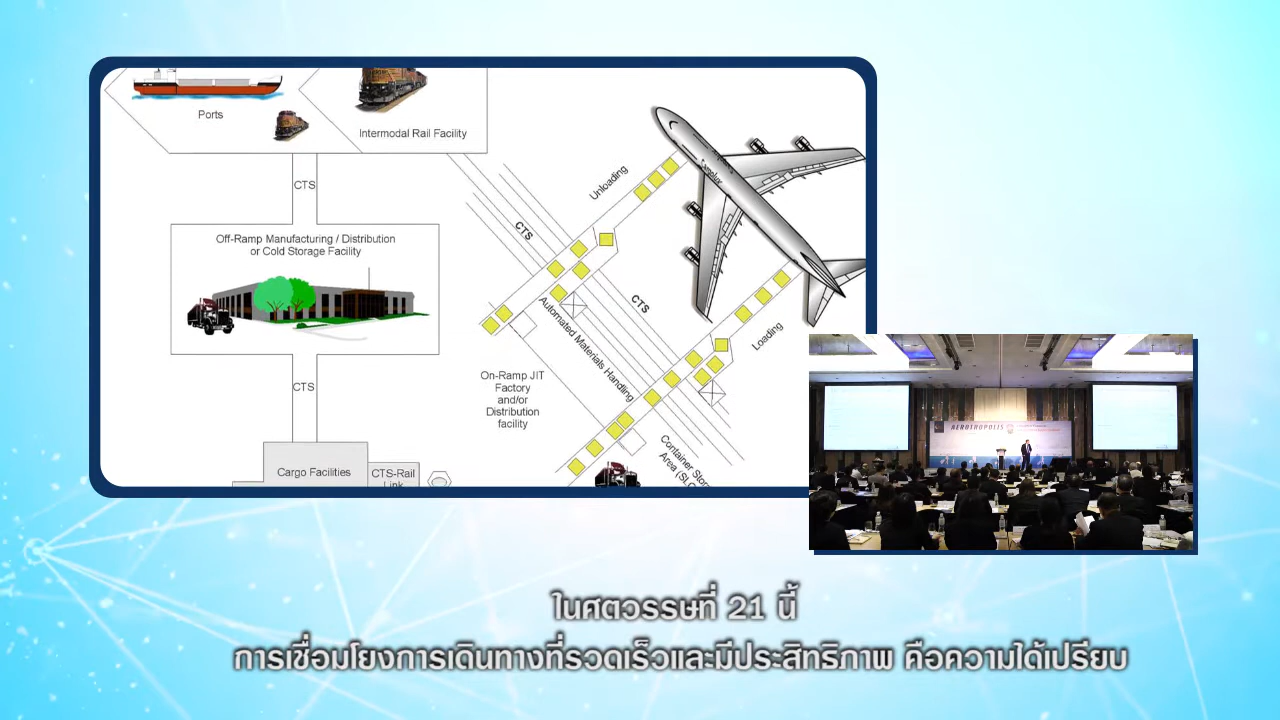 Ports
Intermodal Rail Facility
CTS
Off-Ramp Manufacturing / Distribution
or Cold Storage Facility
CTS
Cargo Facilities
CTS-Rail
Link
Unloading
CTS
CTS
Automated Materials Handling
Loading
On-Ramp JIT
Factory
and/or
Distribution
facility
Container
Area
AEROTROPOLIS
ในศตวรรษที่ 21 นี้
การเชื่อมโยงการเดินทางที่รวดเร็วและมีประสิทธิภาพ คือความได้เปรียบ